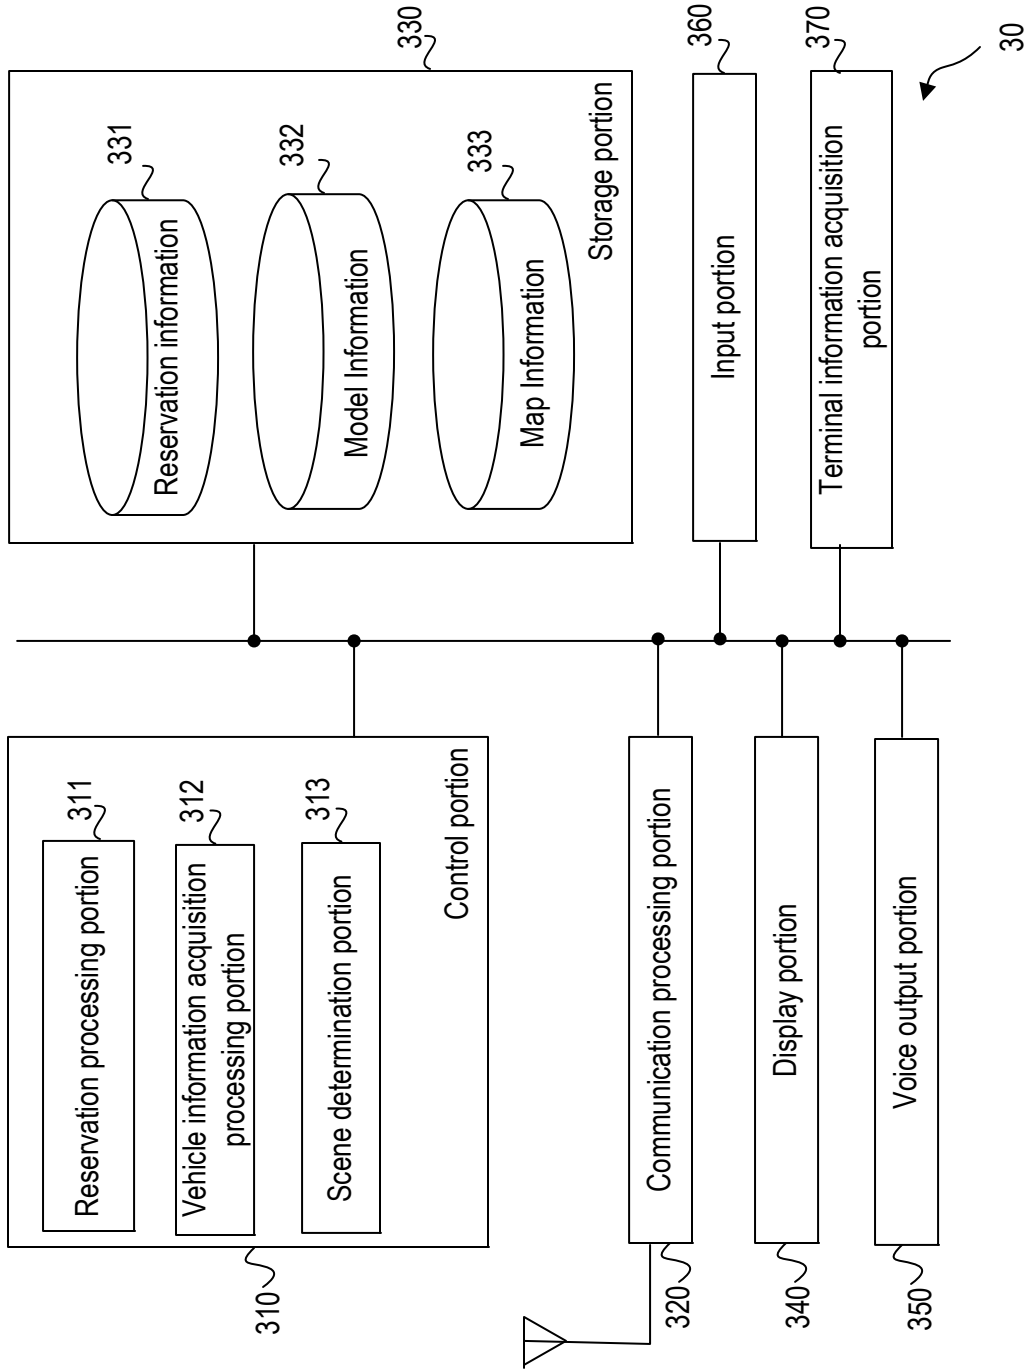 310
311
Reservation processing portion
312
Vehicle information acquisition
processing portion
313
Scene determination portion
Control portion
320
Communication processing portion
340
Display portion
350
Voice output portion
330
331
Reservation information
332
Model Information
333
Map Information
Storage portion
360
Input portion
370
Terminal information acquisition
portion
30